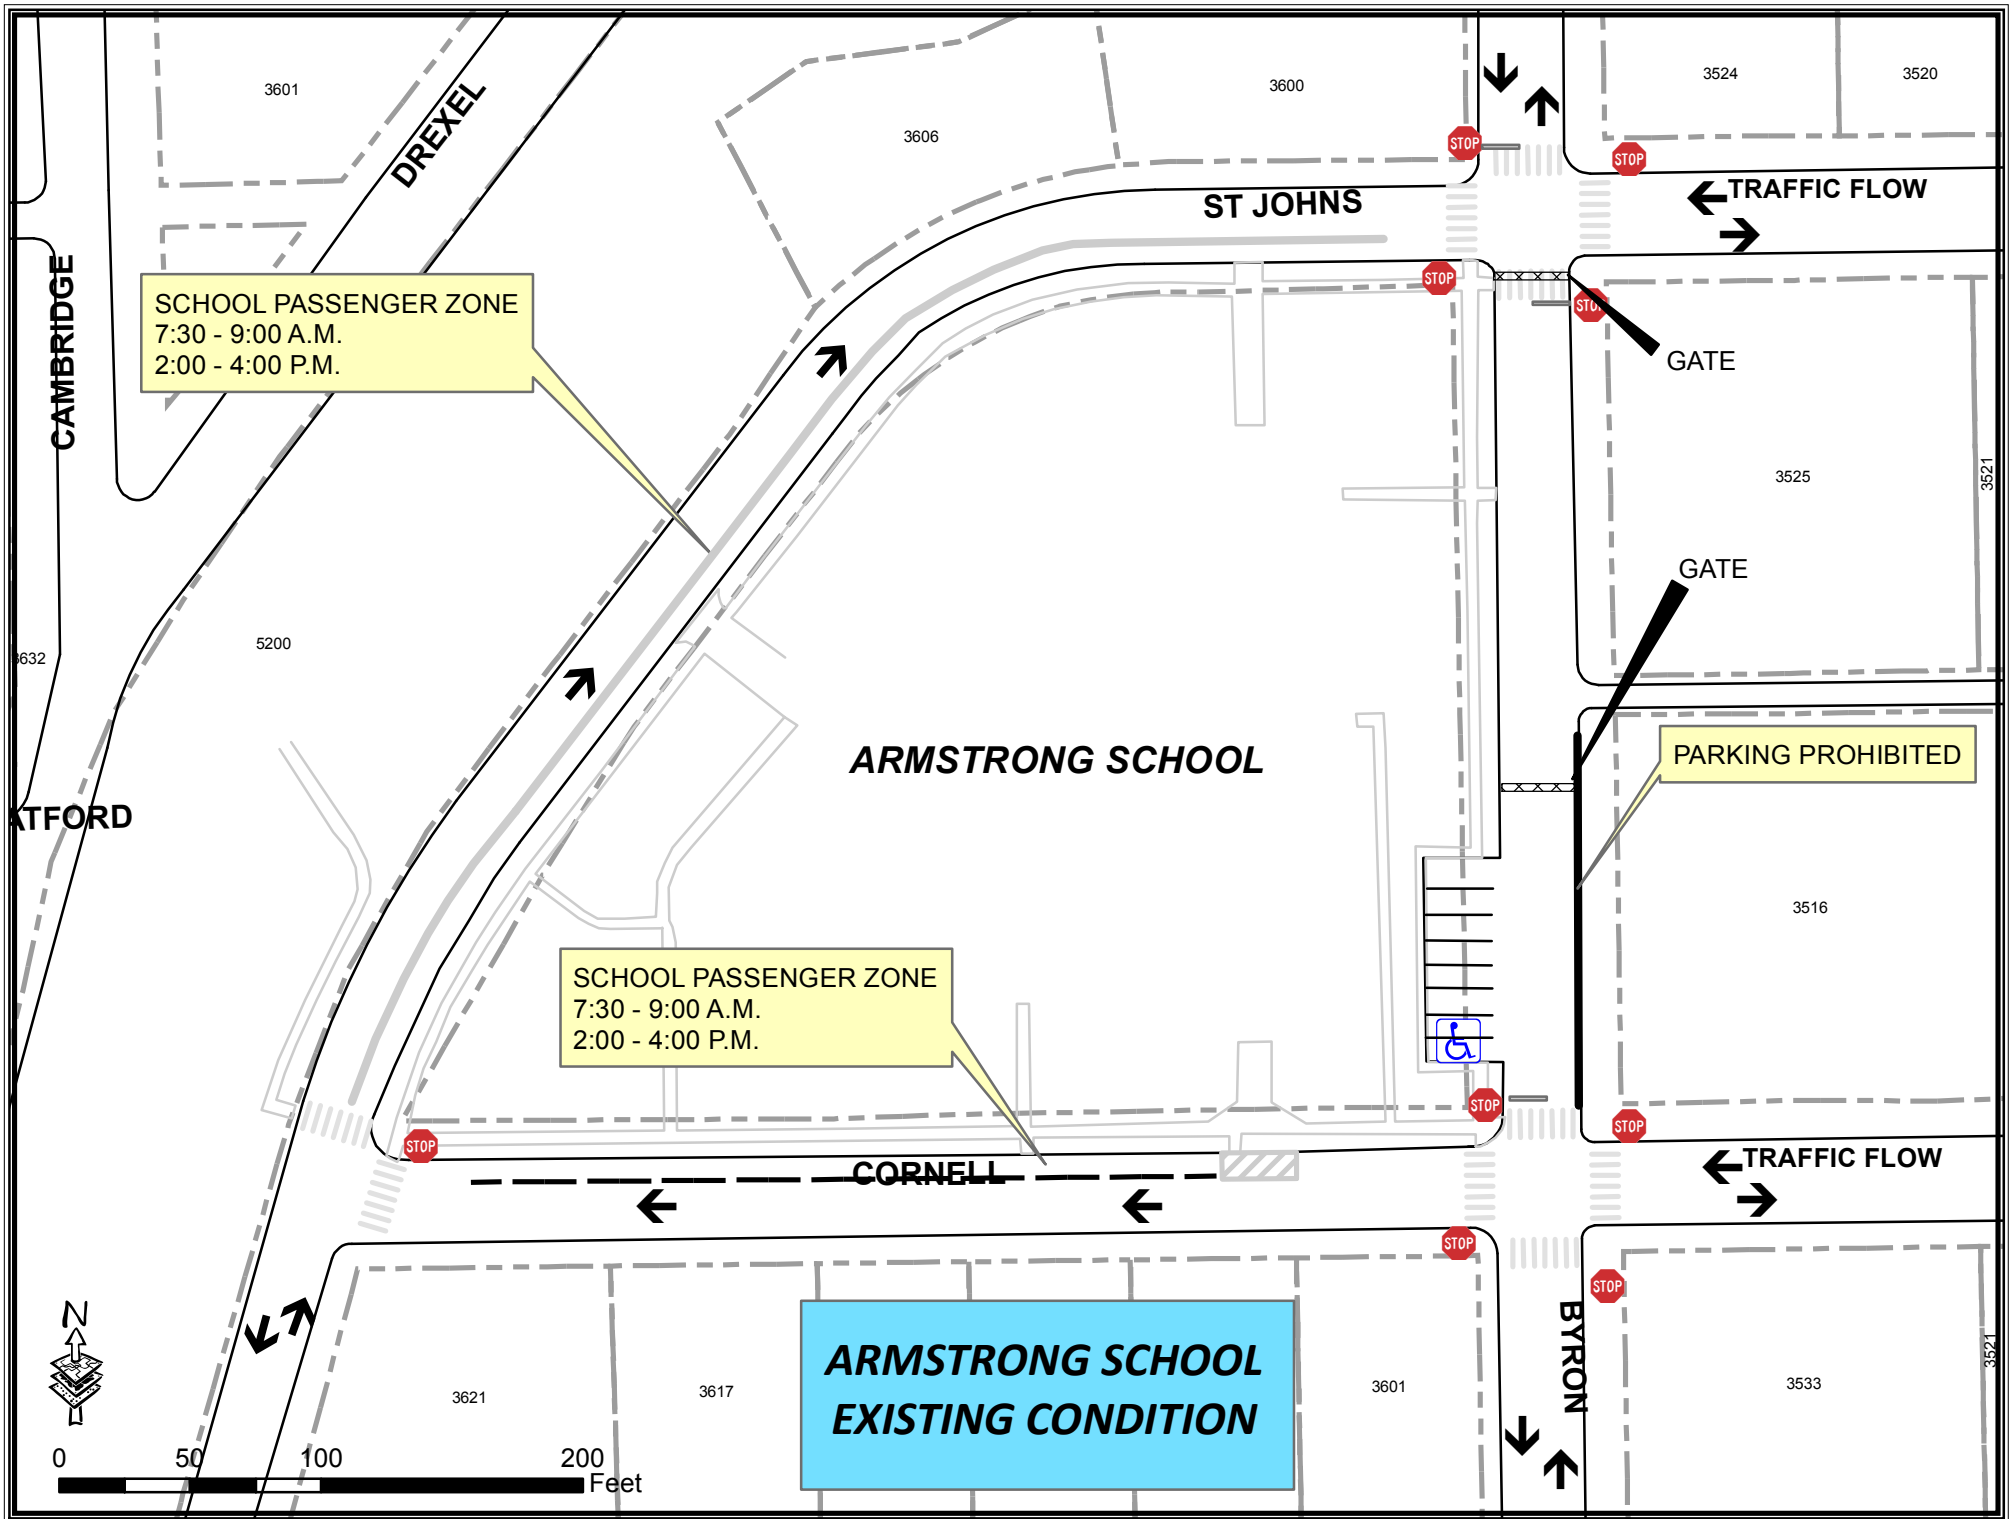 3601
DREXEL
3606
3600
3524
3520
STOP
STOP
ST JOHNS
TRAFFIC FLOW
CAMBRIDGE
SCHOOL PASSENGER ZONE
7:30 - 9:00 A.M.
2:00 - 4:00 P.M.
STOP
STOP
GATE
3525
3521
GATE
5200
3632
ARMSTRONG SCHOOL
PARKING PROHIBITED
ATFORD
3516
SCHOOL PASSENGER ZONE
7:30 - 9:00 A.M.
2:00 - 4:00 P.M.
STOP
STOP
STOP
CORNELL
TRAFFIC FLOW
STOP
STOP
BYRON
N
ARMSTRONG SCHOOL
EXISTING CONDITION
3621
3617
3601
3533
3521
0 50 100 200
Feet